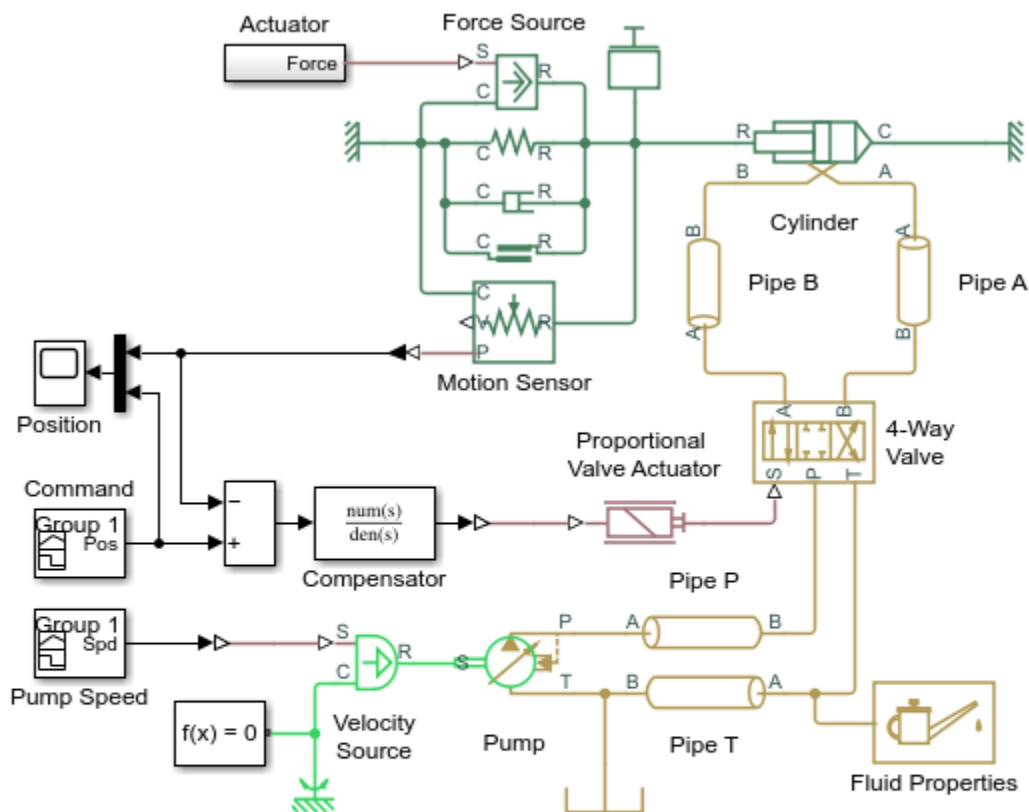 Actuator
Force
Force Source
S
R
C
C
R
C
R
C
R
C
V
R
P
Motion Sensor
R
C
B
A
Cylinder
B
A
Pipe B
Pipe A
A
B
A
B
4-Way
Valve
S
P
T
Position
Command
Group 1
Pos
−
+
num(s)
den(s)
Compensator
Proportional
Valve Actuator
Pump Speed
Group 1
Spd
S
C
R
Velocity
Source
f(x) = 0
S
P
T
Pump
Pipe P
A
B
B
A
Pipe T
Fluid Properties